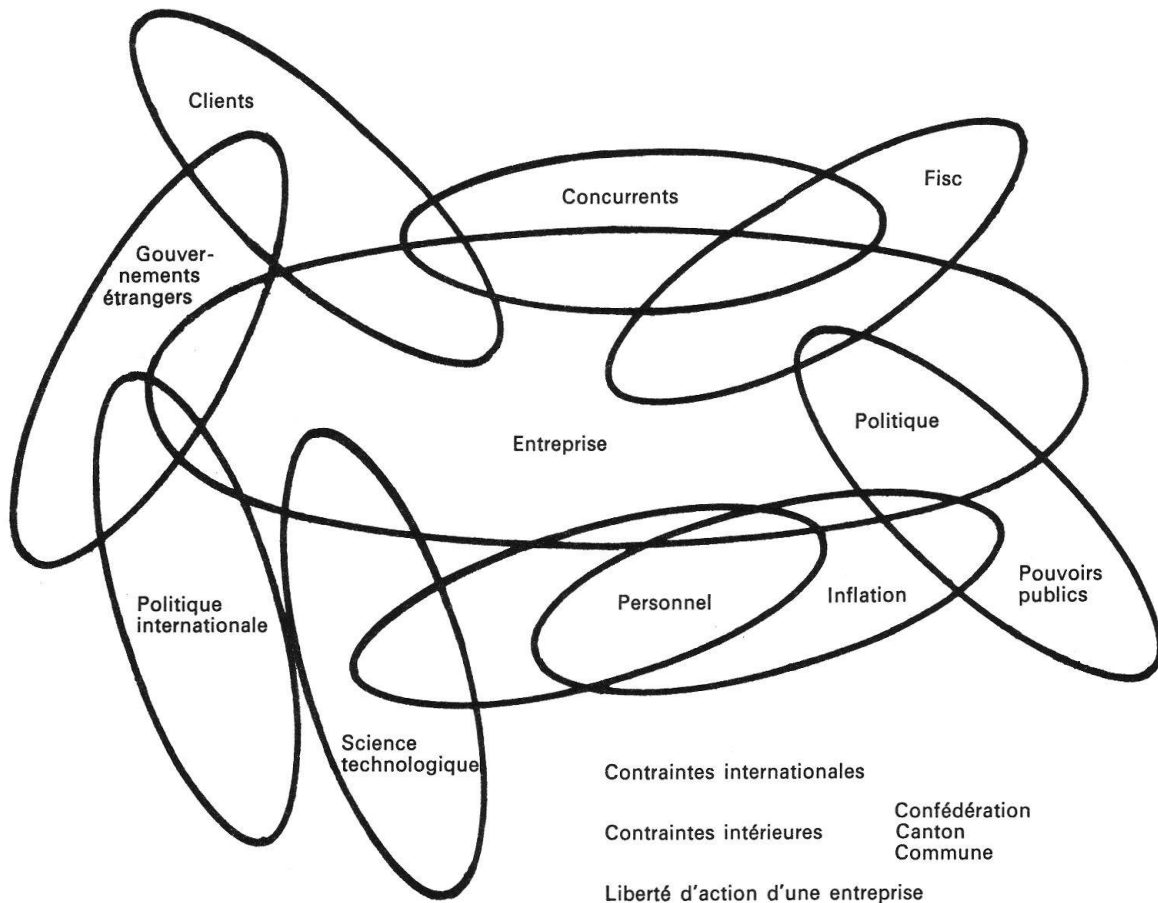 Clients
Concurrents
Fisc
Gouver-
nements
étrangers
Entreprise
Politique
Politique
internationale
Personnel
Inflation
Pouvoirs
publics
Science
technologique
Contraintes internationales
Contraintes intérieures
Confédération
Canton
Commune
Liberté d'action d'une entreprise